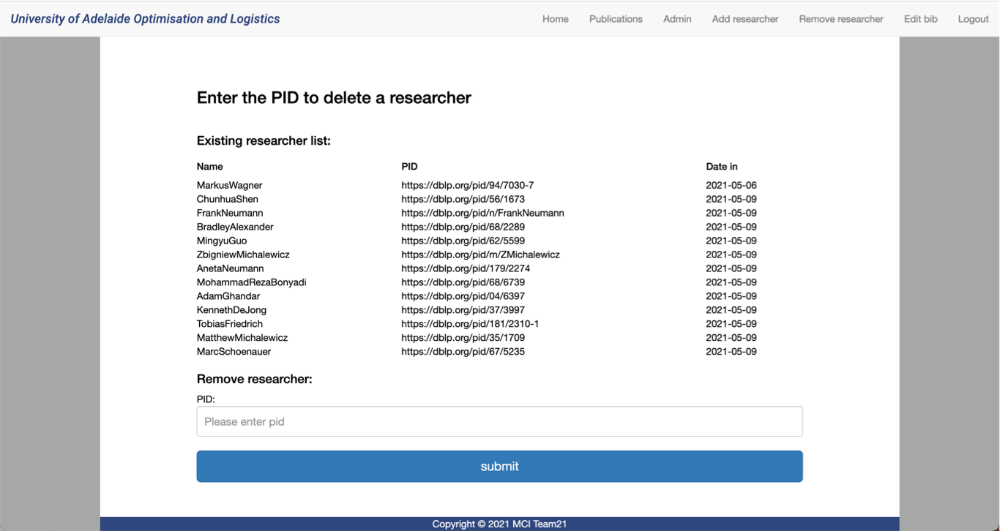 University of Adelaide Optimisation and Logistics Home Publications Admin Add researcher Remove researcher Edit bib Logout
Enter the PID to delete a researcher
Existing researcher list:
Name PID Date in
MarkusWagner https://dblp.org/pid/94/7030-7 2021-05-06
ChunhuaShen https://dblp.org/pid/56/1673 2021-05-09
FrankNeumann https://dblp.org/pid/n/FrankNeumann 2021-05-09
BradleyAlexander https://dblp.org/pid/68/2289 2021-05-09
MingyuGuo https://dblp.org/pid/62/5599 2021-05-09
ZbigniewMichalewicz https://dblp.org/pid/m/ZMichalewicz 2021-05-09
AnetaNeumann https://dblp.org/pid/179/2274 2021-05-09
MohammadRezaBonyadi https://dblp.org/pid/68/6739 2021-05-09
AdamGhandar https://dblp.org/pid/04/6397 2021-05-09
KennethDeJong https://dblp.org/pid/37/3997 2021-05-09
TobiasFriedrich https://dblp.org/pid/181/2310-1 2021-05-09
MatthewMichalewicz https://dblp.org/pid/35/1709 2021-05-09
MarcSchoenauer https://dblp.org/pid/67/5235 2021-05-09
Remove researcher:
PID:
Please enter pid
submit
Copyright © 2021 MCI Team21